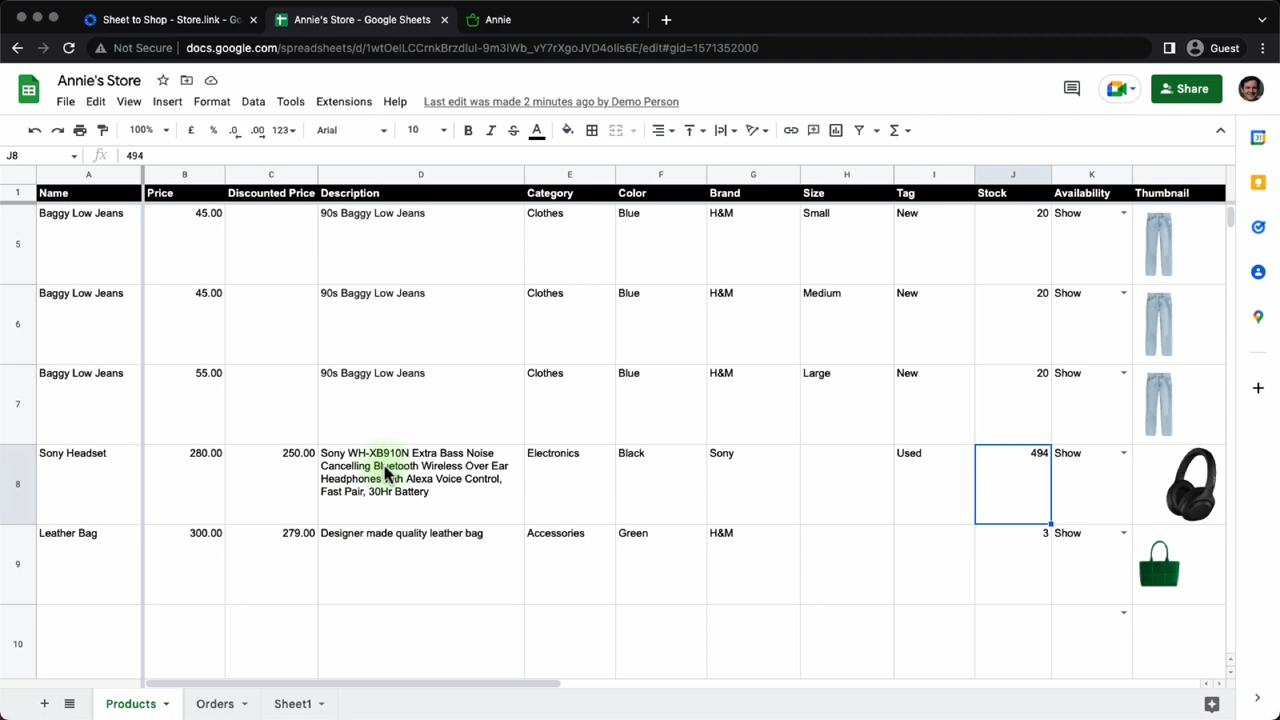 Sheet to Shop - Store.link - Go
Annie's Store - Google Sheets
Annie
Not Secure
docs.google.com/spreadsheets/d/1wtOelLCCrnkBrzdlul-9m3IWb_vY7rXgoJVD4olis6E/edit#gid=1571352000
Guest
Annie's Store
File Edit View Insert Format Data Tools Extensions Help Last edit was made 2 minutes ago by Demo Person
Share
100% £ % .0 .00 123 Arial 10 B I S A Σ
J8 fx 494
A B C D E F G H I J K
1 Name Price Discounted Price Description Category Color Brand Size Tag Stock Availability Thumbnail
Baggy Low Jeans 45.00 90s Baggy Low Jeans Clothes Blue H&M Small New 20 Show
5
Baggy Low Jeans 45.00 90s Baggy Low Jeans Clothes Blue H&M Medium New 20 Show
6
Baggy Low Jeans 55.00 90s Baggy Low Jeans Clothes Blue H&M Large New 20 Show
7
Sony Headset 280.00 250.00 Sony WH-XB910N Extra Bass Noise Electronics Black Sony Used 494 Show
Cancelling Bluetooth Wireless Over Ear
Headphones with Alexa Voice Control,
8
Fast Pair, 30Hr Battery
Leather Bag 300.00 279.00 Designer made quality leather bag Accessories Green H&M 3 Show
9
10
Products Orders Sheet1